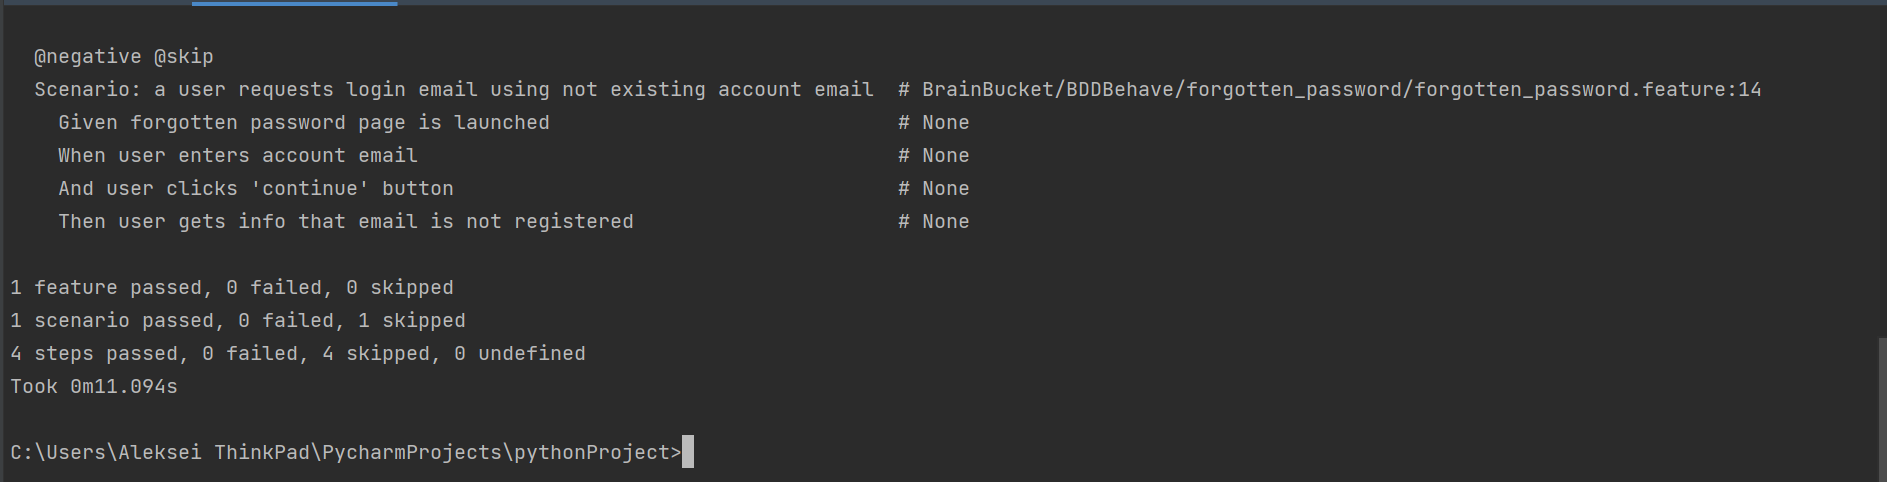 @negative @skip
Scenario: a user requests login email using not existing account email  # BrainBucket/BDDBehave/forgotten_password/forgotten_password.feature:14
Given forgotten password page is launched                             # None
When user enters account email                                        # None
And user clicks 'continue' button                                     # None
Then user gets info that email is not registered                      # None
1 feature passed, 0 failed, 0 skipped
1 scenario passed, 0 failed, 1 skipped
4 steps passed, 0 failed, 4 skipped, 0 undefined
Took 0m11.094s
C:\Users\Aleksei ThinkPad\PycharmProjects\pythonProject>